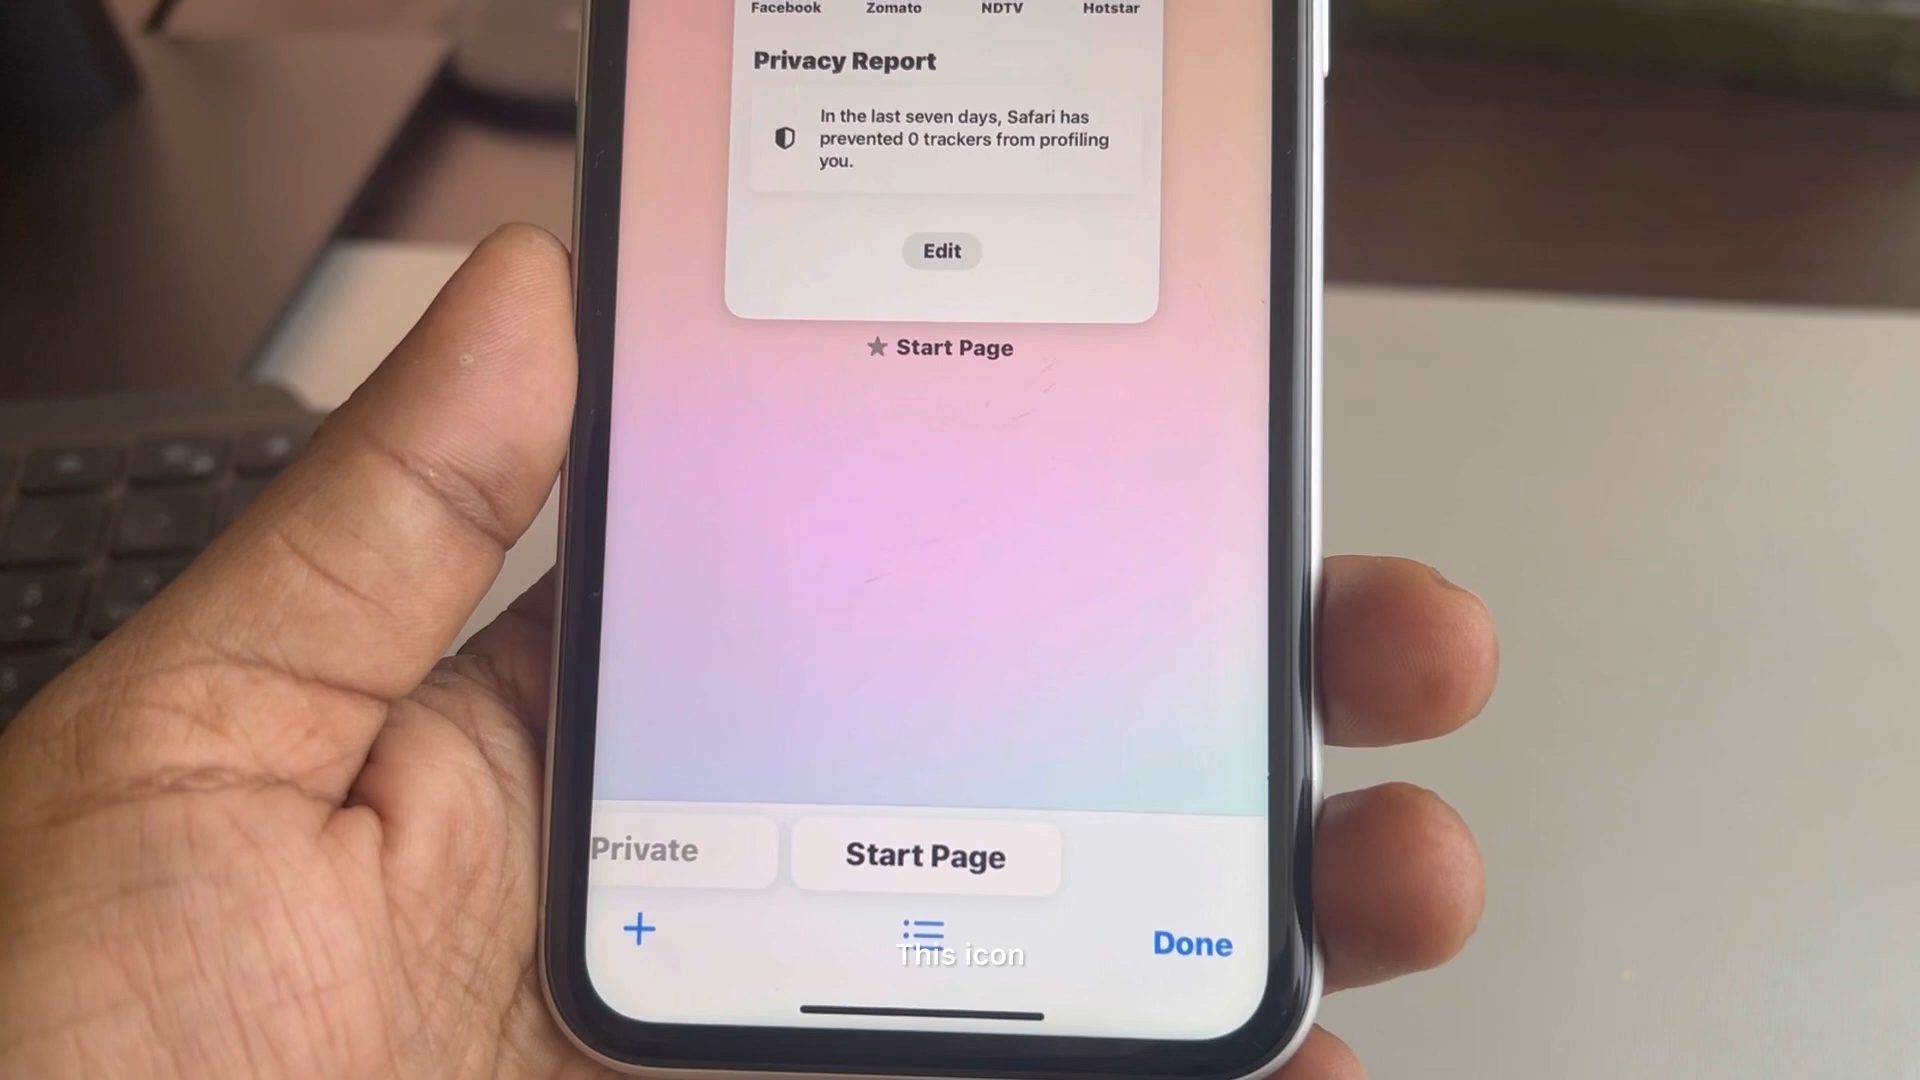 Facebook Zomato NDTV Hotstar
Privacy Report
In the last seven days, Safari has
prevented 0 trackers from profiling
you.
Edit
Start Page
Private Start Page
Done
This icon